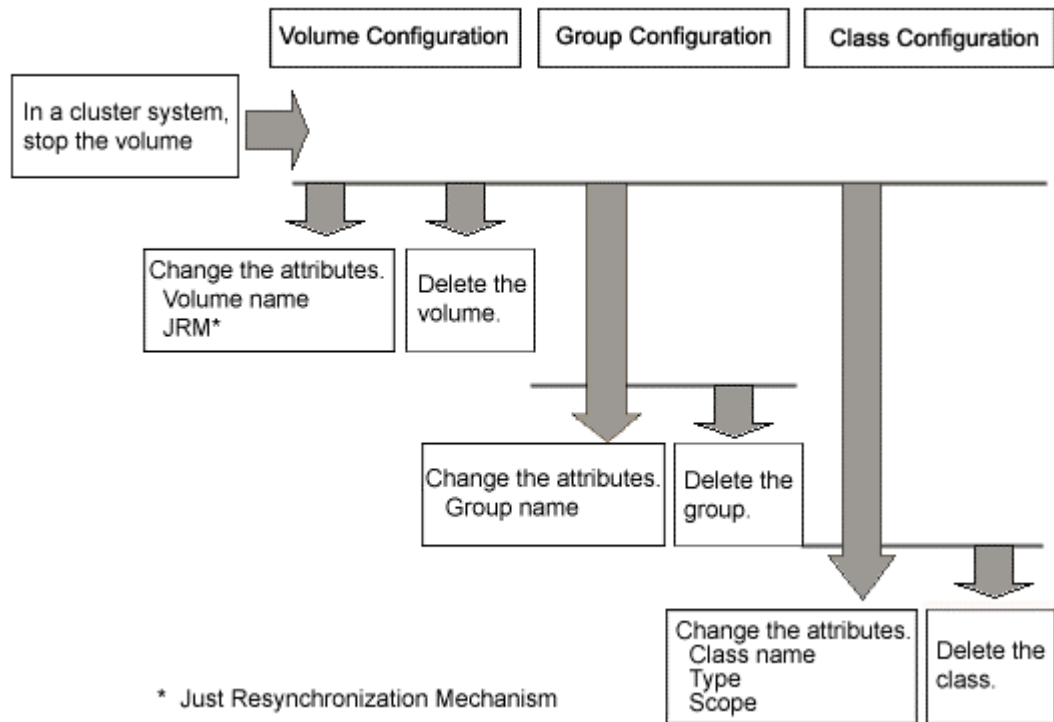 Volume Configuration
Group Configuration
Class Configuration
In a cluster system,
stop the volume
Change the attributes.
Volume name
JRM*
Delete the
volume.
Change the attributes.
Group name
Delete the
group.
Change the attributes.
Class name
Type
Scope
Delete the
class.
* Just Resynchronization Mechanism